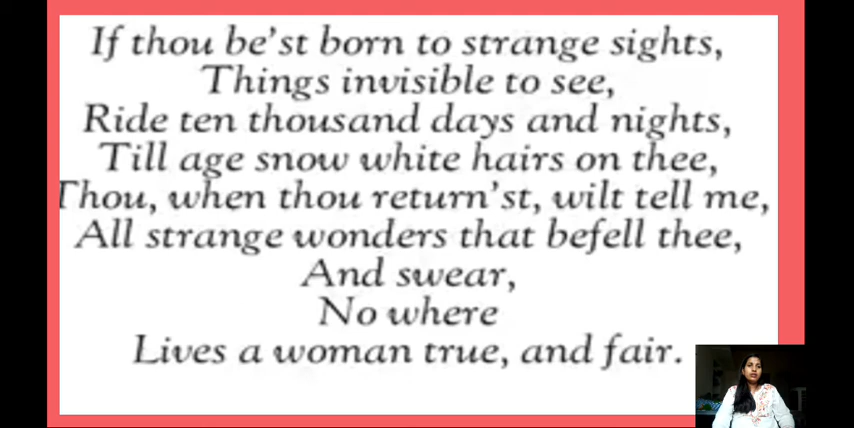 If thou be'st born to strange sights,
Things invisible to see,
Ride ten thousand days and nights,
Till age snow white hairs on thee,
Thou, when thou return'st, wilt tell me,
All strange wonders that befell thee,
And swear,
No where
Lives a woman true, and fair.